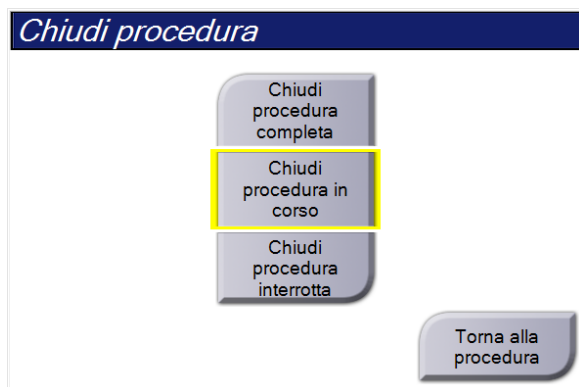 Chiudi procedura
Chiudi
procedura
completa
Chiudi
procedura in
corso
Chiudi
procedura
interrotta
Torna alla
procedura